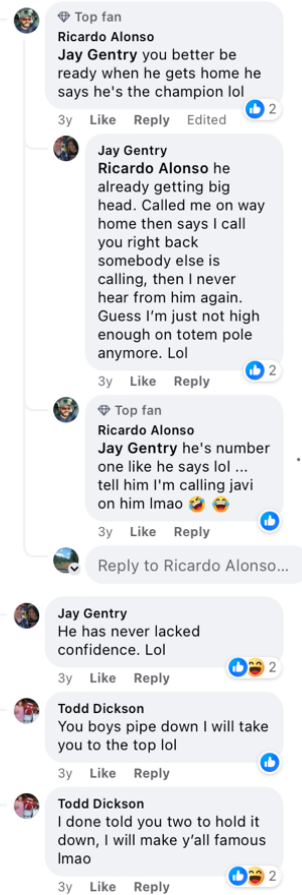 Top fan
Ricardo Alonso
Jay Gentry you better be
ready when he gets home he
says he's the champion lol
2
3y Like Reply Edited
Jay Gentry
Ricardo Alonso he
already getting big
head. Called me on way
home then says I call
you right back
somebody else is
calling, then I never
hear from him again.
Guess I'm just not high
enough on totem pole
anymore. Lol
2
3y Like Reply
Top fan
Ricardo Alonso
Jay Gentry he's number
one like he says lol ...
tell him I'm calling javi
on him lmao 🤣 😂
3y Like Reply
Reply to Ricardo Alonso...
Jay Gentry
He has never lacked
confidence. Lol
2
3y Like Reply
Todd Dickson
You boys pipe down I will take
you to the top lol
3y Like Reply
Todd Dickson
I done told you two to hold it
down, I will make y'all famous
lmao
2
3y Like Reply